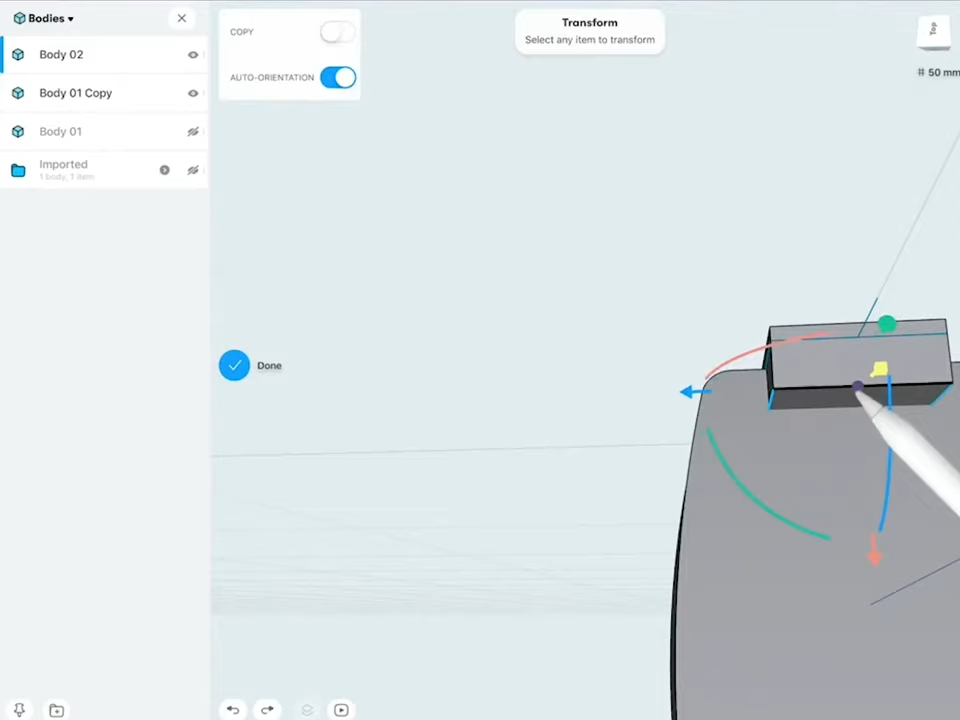 Bodies
Body 02
Body 01 Copy
Body 01
Imported
1 body, 1 item
COPY
AUTO-ORIENTATION
Transform
Select any item to transform
Top
50 mm
Done